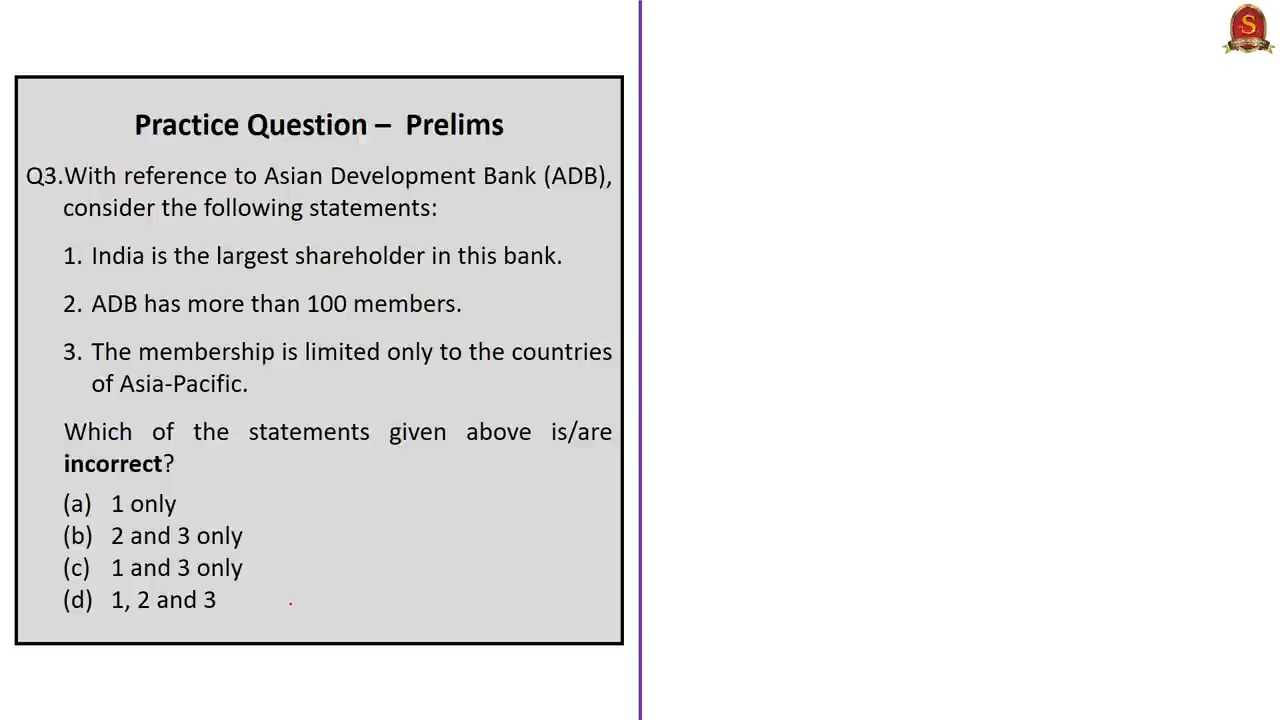 Practice Question – Prelims
Q3.With reference to Asian Development Bank (ADB),
consider the following statements:
1. India is the largest shareholder in this bank.
2. ADB has more than 100 members.
3. The membership is limited only to the countries
of Asia-Pacific.
Which of the statements given above is/are
incorrect?
(a) 1 only
(b) 2 and 3 only
(c) 1 and 3 only
(d) 1, 2 and 3
S